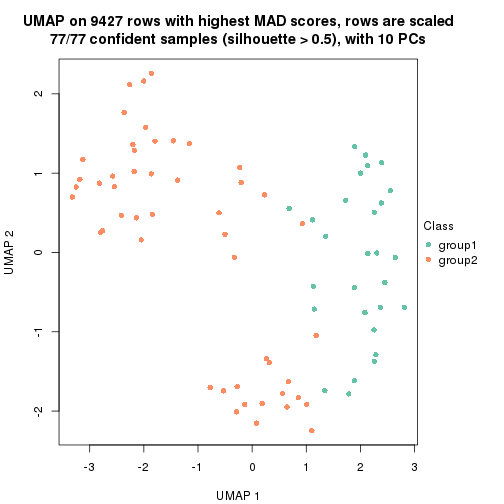 UMAP on 9427 rows with highest MAD scores, rows are scaled
77/77 confident samples (silhouette > 0.5), with 10 PCs
2
1
0
-1
-2
UMAP 2
-3
-2
-1
0
1
2
3
UMAP 1
Class
group1
group2